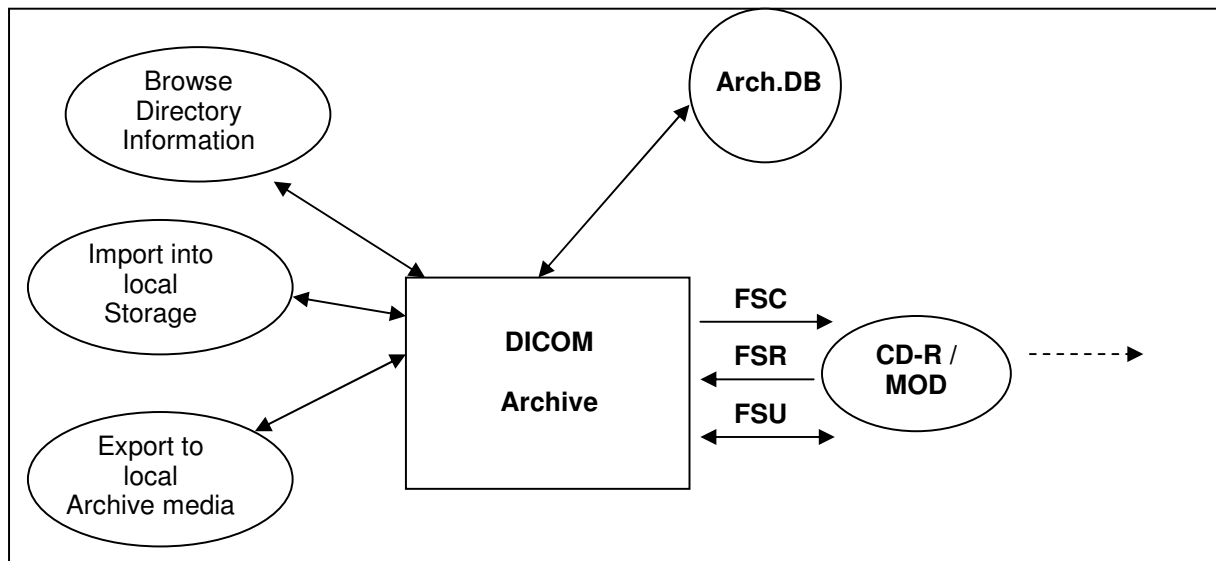 Browse
Directory
Information
Arch.DB
Import into
local
Storage
DICOM
Archive
FSC
FSR
FSU
CD-R /
MOD
Export to
local
Archive media